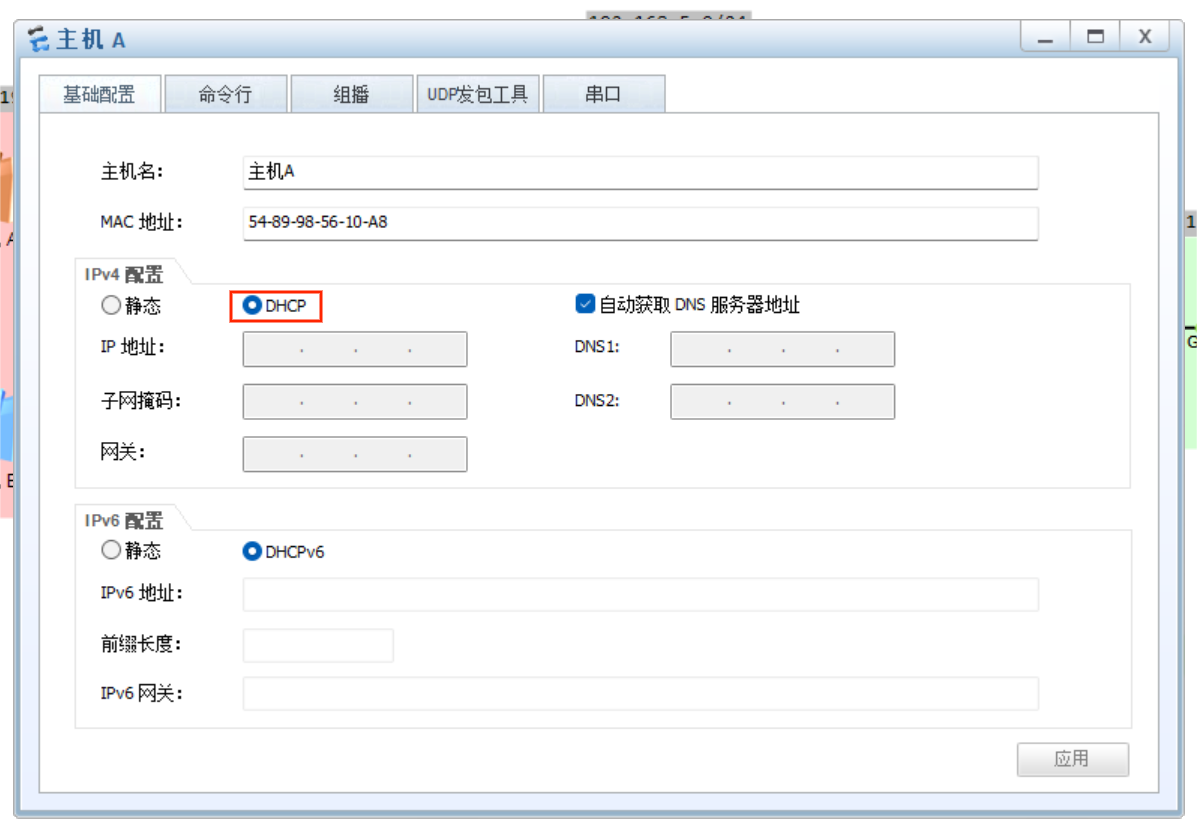 主机 A
基础配置 命令行 组播 UDP发包工具 串口
主机名: 主机A
MAC 地址: 54-89-98-56-10-A8
IPv4 配置
静态 DHCP 自动获取 DNS 服务器地址
IP 地址: . . . DNS1: . . .
子网掩码: . . . DNS2: . . .
网关: . . .
IPv6 配置
静态 DHCPv6
IPv6 地址:
前缀长度:
IPv6 网关:
应用